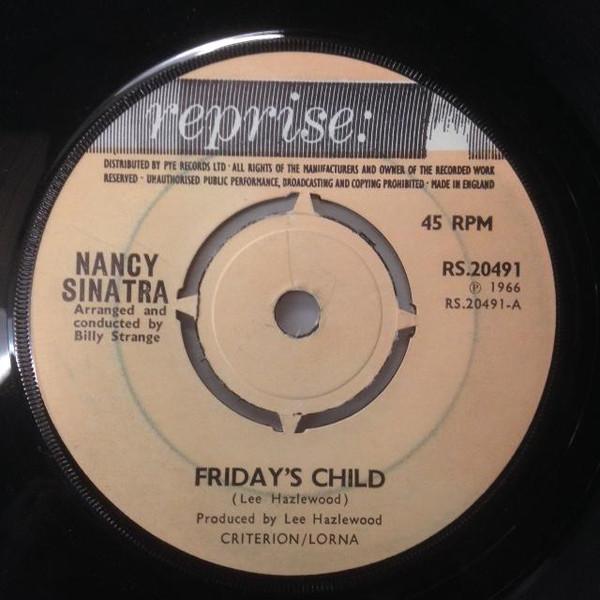 reprise:
DISTRIBUTED BY PYE RECORDS LTD · ALL RIGHTS OF THE MANUFACTURERS AND OWNER OF THE RECORDED WORK
RESERVED · UNAUTHORISED PUBLIC PERFORMANCE, BROADCASTING AND COPYING PROHIBITED · MADE IN ENGLAND
45 RPM
NANCY
SINATRA
Arranged and
conducted by
Billy Strange
RS.20491
℗ 1966
RS.20491-A
FRIDAY'S CHILD
(Lee Hazlewood)
Produced by Lee Hazlewood
CRITERION/LORNA